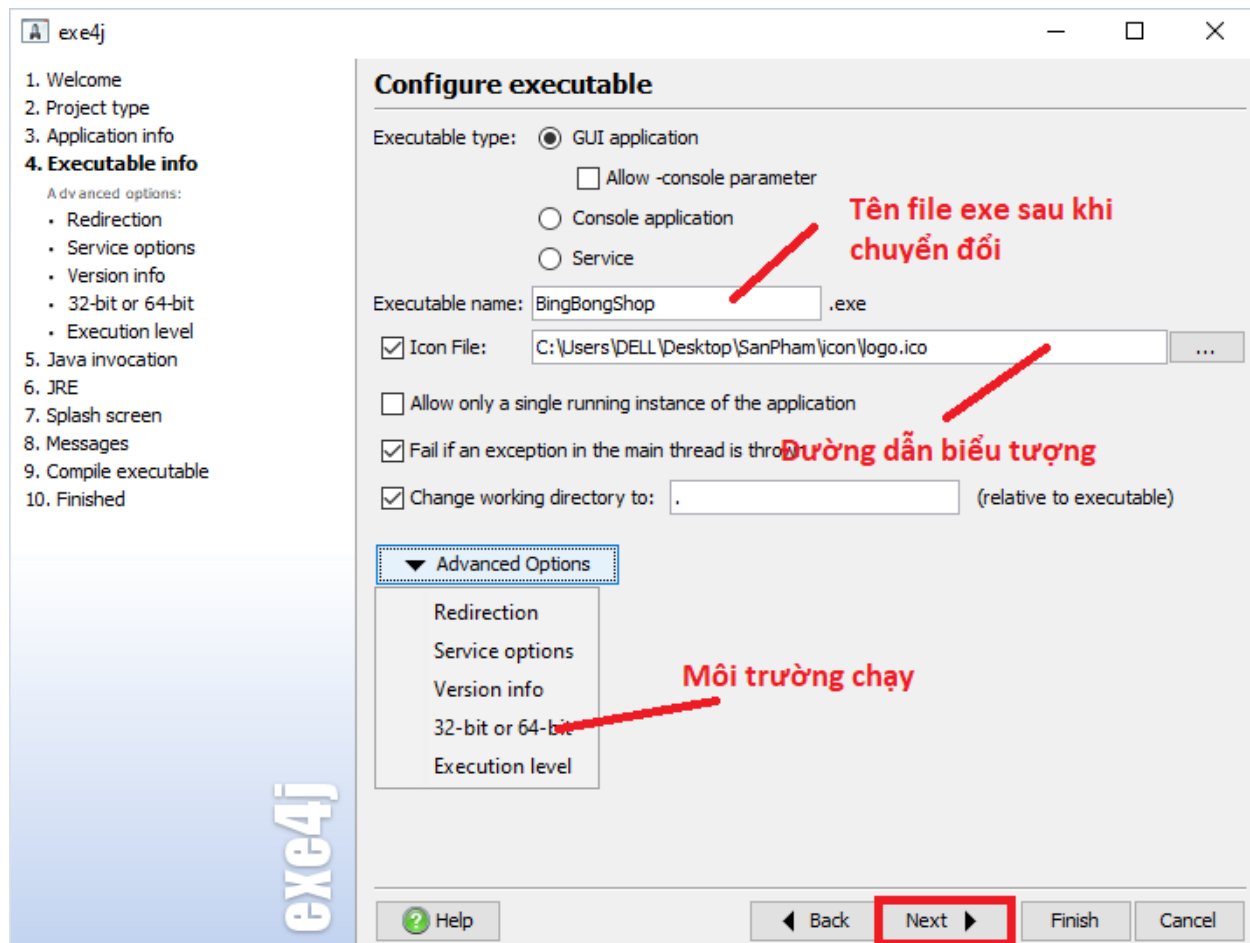 exe4j
1. Welcome
2. Project type
3. Application info
4. Executable info
Advanced options:
• Redirection
• Service options
• Version info
• 32-bit or 64-bit
• Execution level
5. Java invocation
6. JRE
7. Splash screen
8. Messages
9. Compile executable
10. Finished
exe4j
Configure executable
Executable type: GUI application
Allow -console parameter
Console application
Service
Tên file exe sau khi
chuyển đổi
Executable name: BingBongShop .exe
Icon File: C:\Users\DELL\Desktop\SanPham\icon\logo.ico ...
Allow only a single running instance of the application
Fail if an exception in the main thread is throw
Đường dẫn biểu tượng
Change working directory to: . (relative to executable)
Advanced Options
Redirection
Service options
Version info
32-bit or 64-bit
Execution level
Môi trường chạy
Help Back Next Finish Cancel